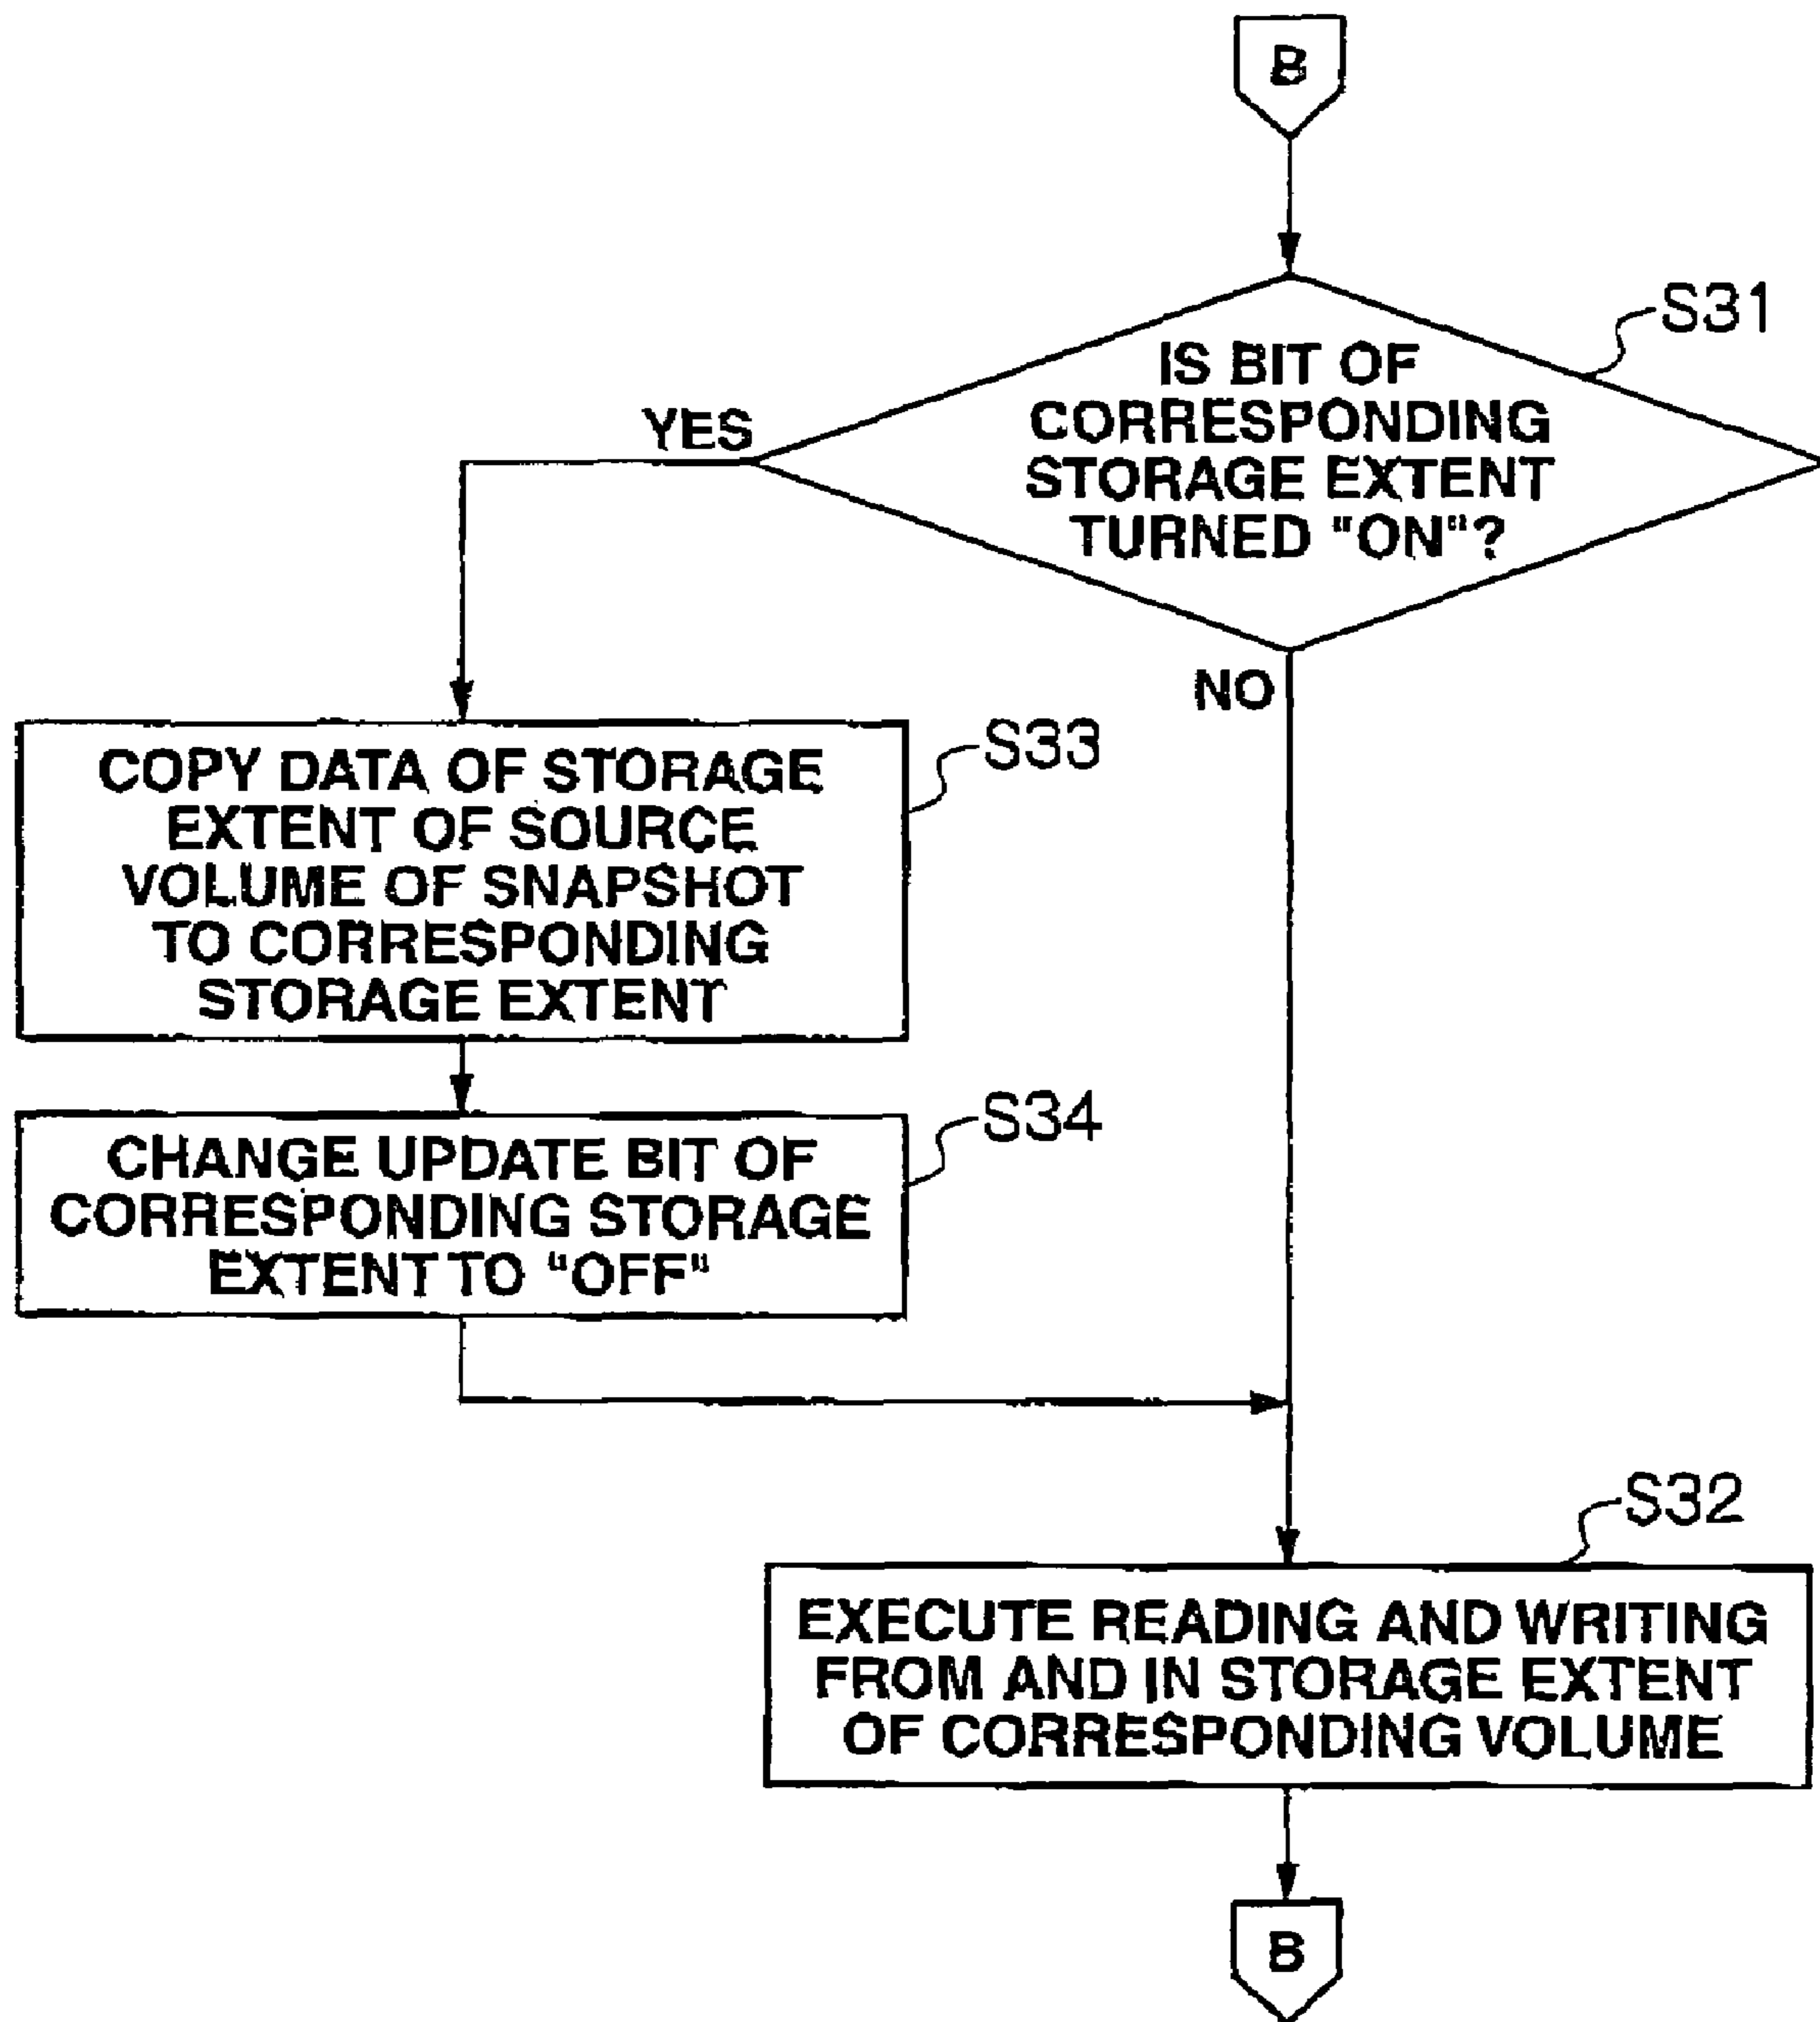 B
S31
IS BIT OF
CORRESPONDING
STORAGE EXTENT
TURNED "ON"?
YES
NO
S33
COPY DATA OF STORAGE
EXTENT OF SOURCE
VOLUME OF SNAPSHOT
TO CORRESPONDING
STORAGE EXTENT
S34
CHANGE UPDATE BIT OF
CORRESPONDING STORAGE
EXTENT TO "OFF"
S32
EXECUTE READING AND WRITING
FROM AND IN STORAGE EXTENT
OF CORRESPONDING VOLUME
B